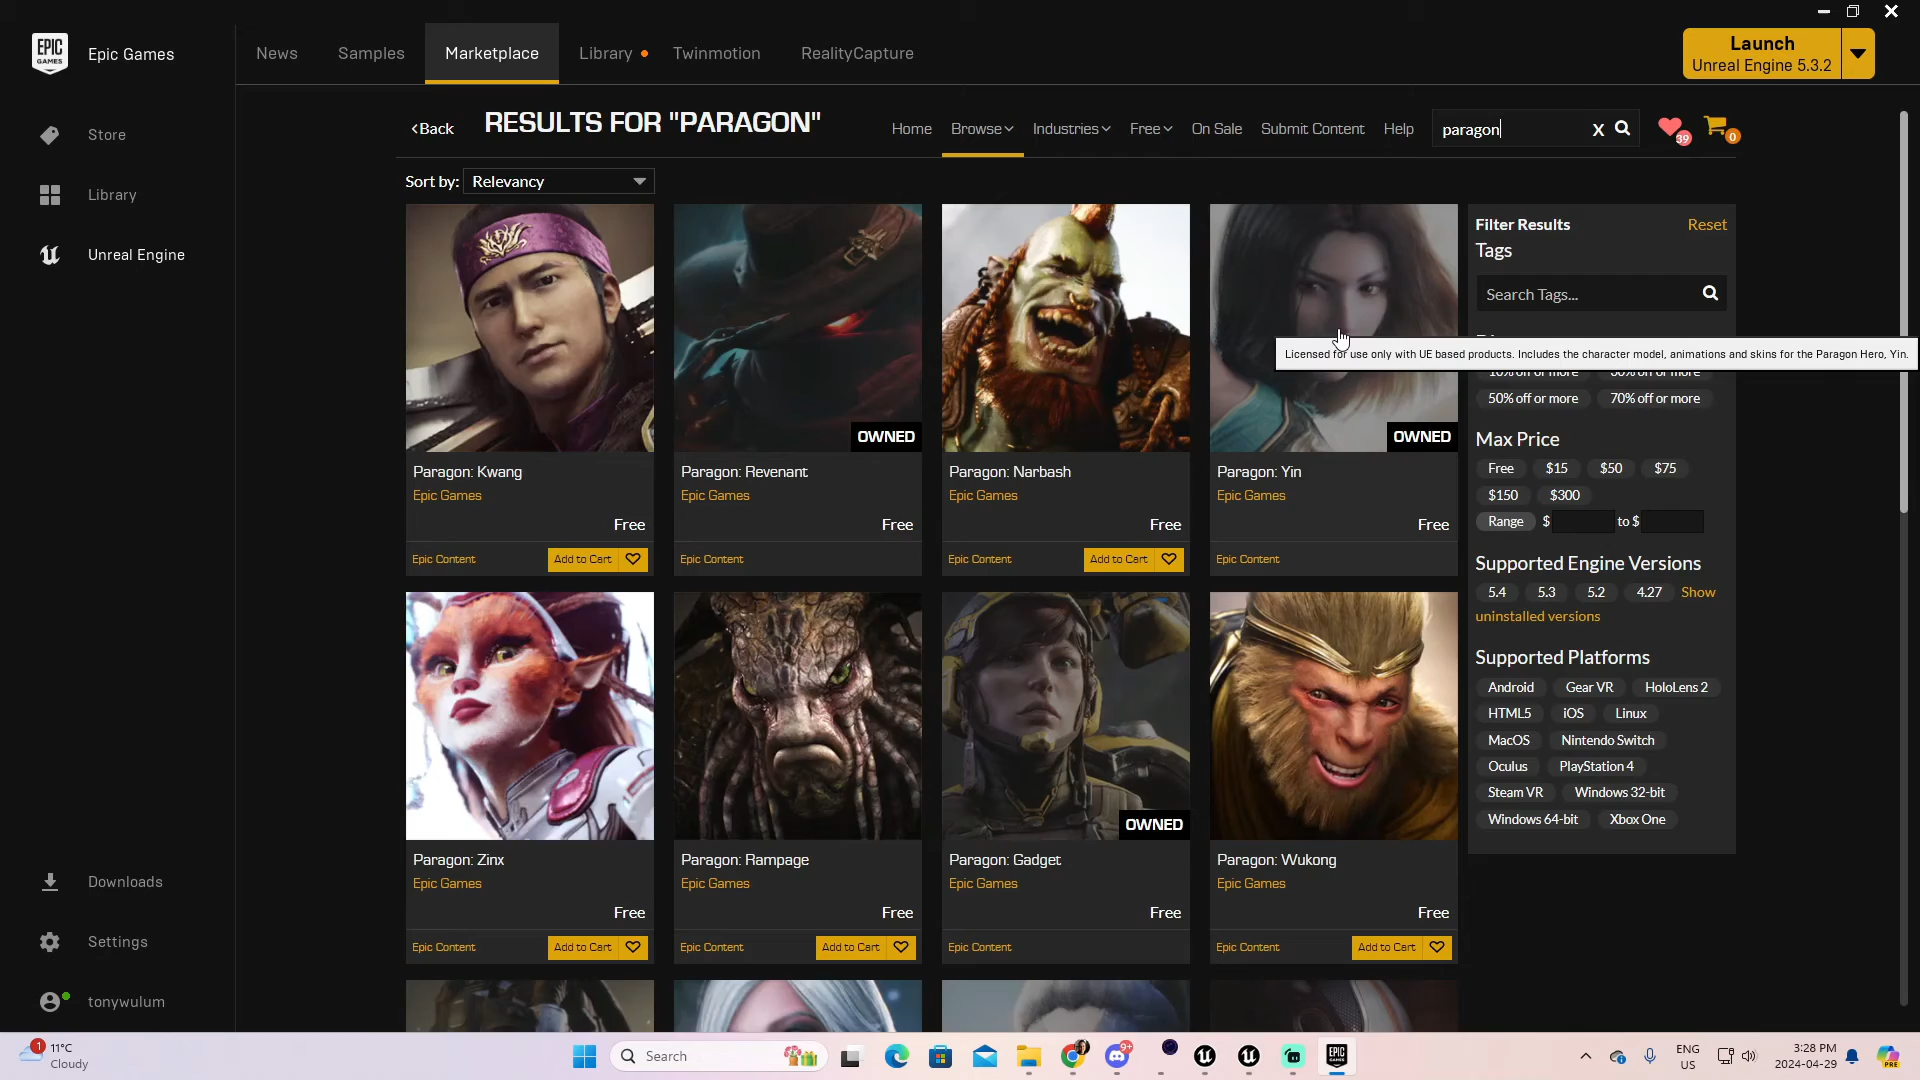 EPIC
GAMES
Epic Games
News
Samples
Marketplace
Library
Twinmotion
RealityCapture
Launch
Unreal Engine 5.3.2
Store
Library
Unreal Engine
Downloads
Settings
tonywulum
<Back
RESULTS FOR "PARAGON"
Home
Browse
Industries
Free
On Sale
Submit Content
Help
paragon
X
39
0
Sort by:
Relevancy
OWNED
OWNED
Paragon: Kwang
Epic Games
Free
Epic Content
Add to Cart
Paragon: Revenant
Epic Games
Free
Epic Content
Paragon: Narbash
Epic Games
Free
Epic Content
Add to Cart
Paragon: Yin
Epic Games
Free
Epic Content
OWNED
Paragon: Zinx
Epic Games
Free
Epic Content
Add to Cart
Paragon: Rampage
Epic Games
Free
Epic Content
Add to Cart
Paragon: Gadget
Epic Games
Free
Epic Content
Paragon: Wukong
Epic Games
Free
Epic Content
Add to Cart
Filter Results
Reset
Tags
Search Tags...
Licensed for use only with UE based products. Includes the character model, animations and skins for the Paragon Hero, Yin.
50% off or more
70% off or more
Max Price
Free $15 $50 $75
$150 $300
Range $ to $
Supported Engine Versions
5.4 5.3 5.2 4.27 Show
uninstalled versions
Supported Platforms
Android Gear VR HoloLens 2
HTML5 iOS Linux
MacOS Nintendo Switch
Oculus PlayStation 4
Steam VR Windows 32-bit
Windows 64-bit Xbox One
1
11°C
Cloudy
Search
9+
EPIC
GAMES
ENG
US
3:28 PM
2024-04-29
PRE